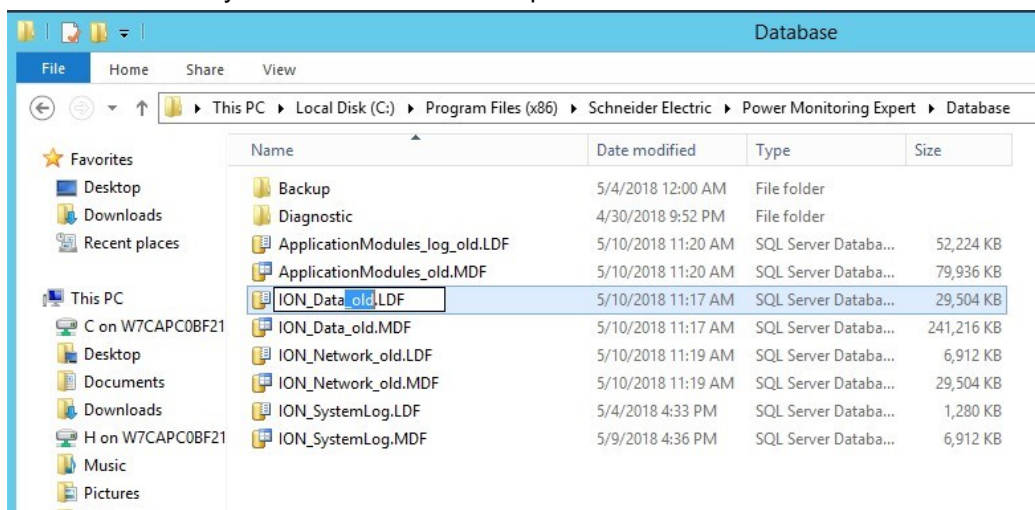 Database
File Home Share View
This PC Local Disk (C:) Program Files (x86) Schneider Electric Power Monitoring Expert Database
Favorites
Desktop
Downloads
Recent places
This PC
C on W7CAPC0BF21
Desktop
Documents
Downloads
H on W7CAPC0BF21
Music
Pictures
Name Date modified Type Size
Backup 5/4/2018 12:00 AM File folder
Diagnostic 4/30/2018 9:52 PM File folder
ApplicationModules_log_old.LDF 5/10/2018 11:20 AM SQL Server Databa... 52,224 KB
ApplicationModules_old.MDF 5/10/2018 11:20 AM SQL Server Databa... 79,936 KB
ION_Data_old.LDF 5/10/2018 11:17 AM SQL Server Databa... 29,504 KB
ION_Data_old.MDF 5/10/2018 11:17 AM SQL Server Databa... 241,216 KB
ION_Network_old.LDF 5/10/2018 11:19 AM SQL Server Databa... 6,912 KB
ION_Network_old.MDF 5/10/2018 11:19 AM SQL Server Databa... 29,504 KB
ION_SystemLog.LDF 5/4/2018 4:33 PM SQL Server Databa... 1,280 KB
ION_SystemLog.MDF 5/9/2018 4:36 PM SQL Server Databa... 6,912 KB